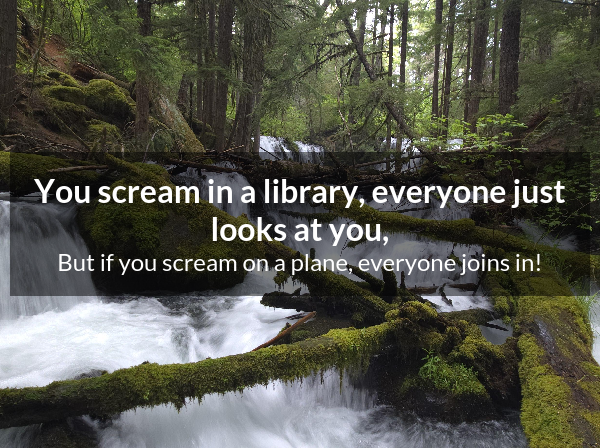 You scream in a library, everyone just
looks at you,
But if you scream on a plane, everyone joins in!